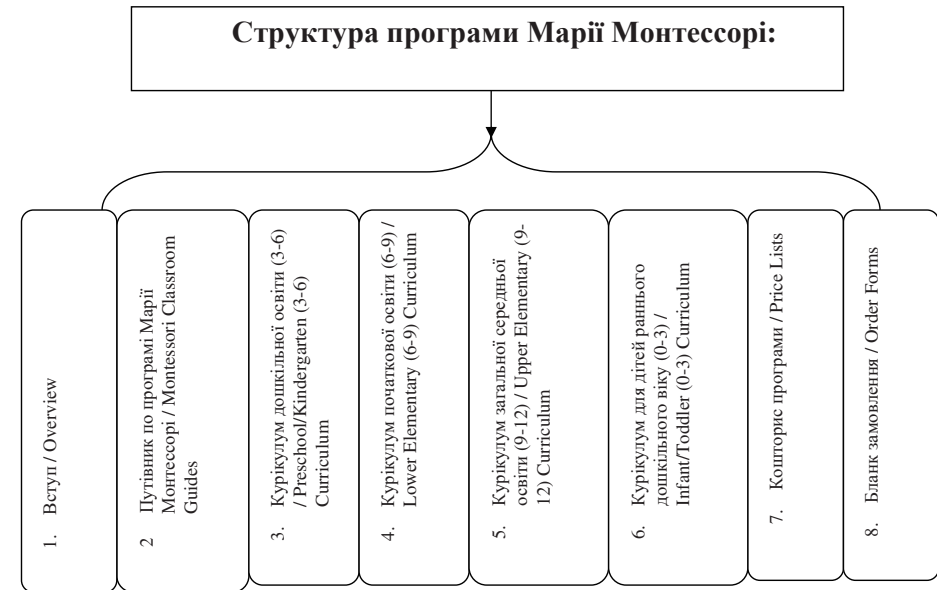 Структура програми Марії Монтессорі:
1. Вступ / Overview
2 Путівник по програмі Марії
Монтессорі / Montessori Classroom
Guides
3. Курікулум дошкільної освіти (3-6)
/ Preschool/Kindergarten (3-6)
Curriculum
4. Курікулум початкової освіти (6-9) /
Lower Elementary (6-9) Curriculum
5. Курікулум загальної середньої
освіти (9-12) / Upper Elementary (9-
12) Curriculum
6. Курікулум для дітей раннього
дошкільного віку (0-3) /
Infant/Toddler (0-3) Curriculum
7. Кошторис програми / Price Lists
8. Бланк замовлення / Order Forms